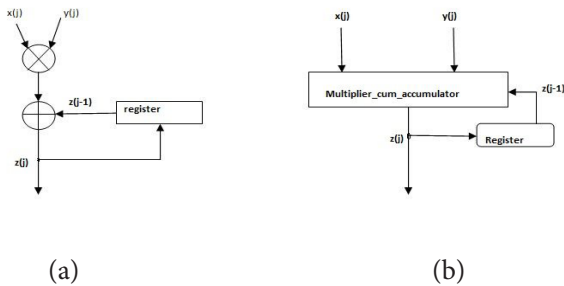 x(j) y(j)
z(j-1)
register
z(j)
(a)
x(j) y(j)
Multiplier_cum_accumulator
z(j-1)
z(j)
Register
(b)